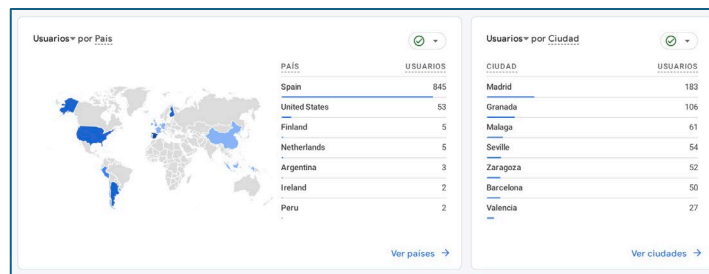 Usuarios por País
PAÍS USUARIOS
Spain 845
United States 53
Finland 5
Netherlands 5
Argentina 3
Ireland 2
Peru 2
Ver países →
Usuarios por Ciudad
CIUDAD USUARIOS
Madrid 183
Granada 106
Malaga 61
Seville 54
Zaragoza 52
Barcelona 50
Valencia 27
Ver ciudades →